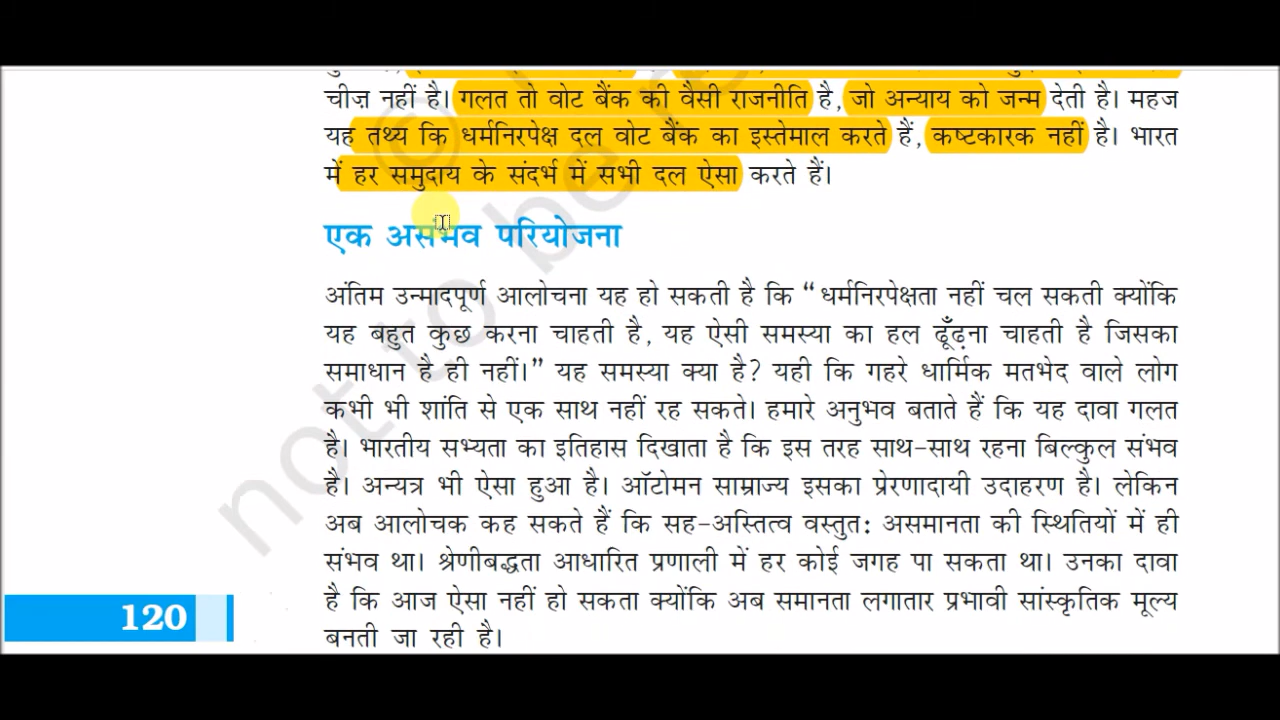 चीज़ नहीं है। गलत तो वोट बैंक की वैसी राजनीति है, जो अन्याय को जन्म देती है। महज
यह तथ्य कि धर्मनिरपेक्ष दल वोट बैंक का इस्तेमाल करते हैं, कष्टकारक नहीं है। भारत
में हर समुदाय के संदर्भ में सभी दल ऐसा करते हैं।
एक असंभव परियोजना
अंतिम उन्मादपूर्ण आलोचना यह हो सकती है कि “धर्मनिरपेक्षता नहीं चल सकती क्योंकि
यह बहुत कुछ करना चाहती है, यह ऐसी समस्या का हल ढूँढ़ना चाहती है जिसका
समाधान है ही नहीं।” यह समस्या क्या है? यही कि गहरे धार्मिक मतभेद वाले लोग
कभी भी शांति से एक साथ नहीं रह सकते। हमारे अनुभव बताते हैं कि यह दावा गलत
है। भारतीय सभ्यता का इतिहास दिखाता है कि इस तरह साथ-साथ रहना बिल्कुल संभव
है। अन्यत्र भी ऐसा हुआ है। ऑटोमन साम्राज्य इसका प्रेरणादायी उदाहरण है। लेकिन
अब आलोचक कह सकते हैं कि सह-अस्तित्व वस्तुत: असमानता की स्थितियों में ही
संभव था। श्रेणीबद्धता आधारित प्रणाली में हर कोई जगह पा सकता था। उनका दावा
है कि आज ऐसा नहीं हो सकता क्योंकि अब समानता लगातार प्रभावी सांस्कृतिक मूल्य
बनती जा रही है।
120
not to be re